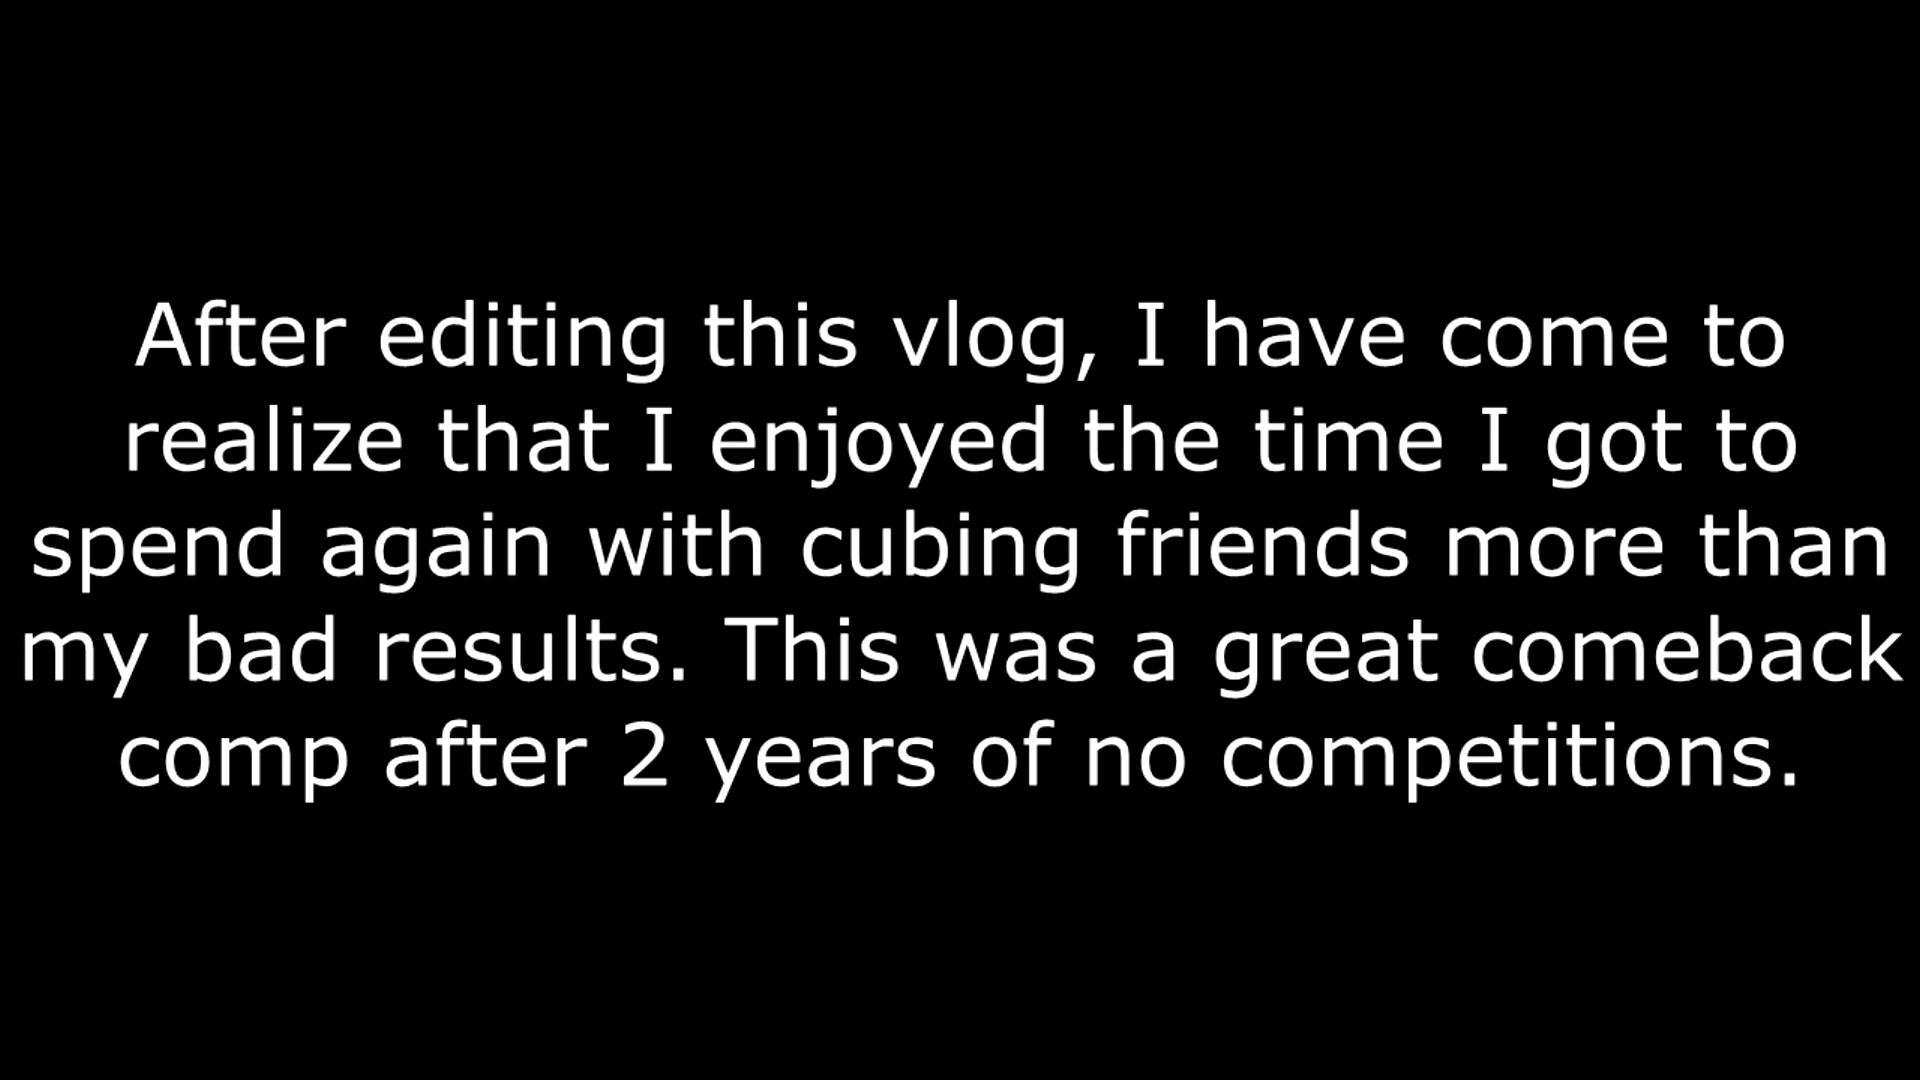 After editing this vlog, I have come to
realize that I enjoyed the time I got to
spend again with cubing friends more than
my bad results. This was a great comeback
comp after 2 years of no competitions.